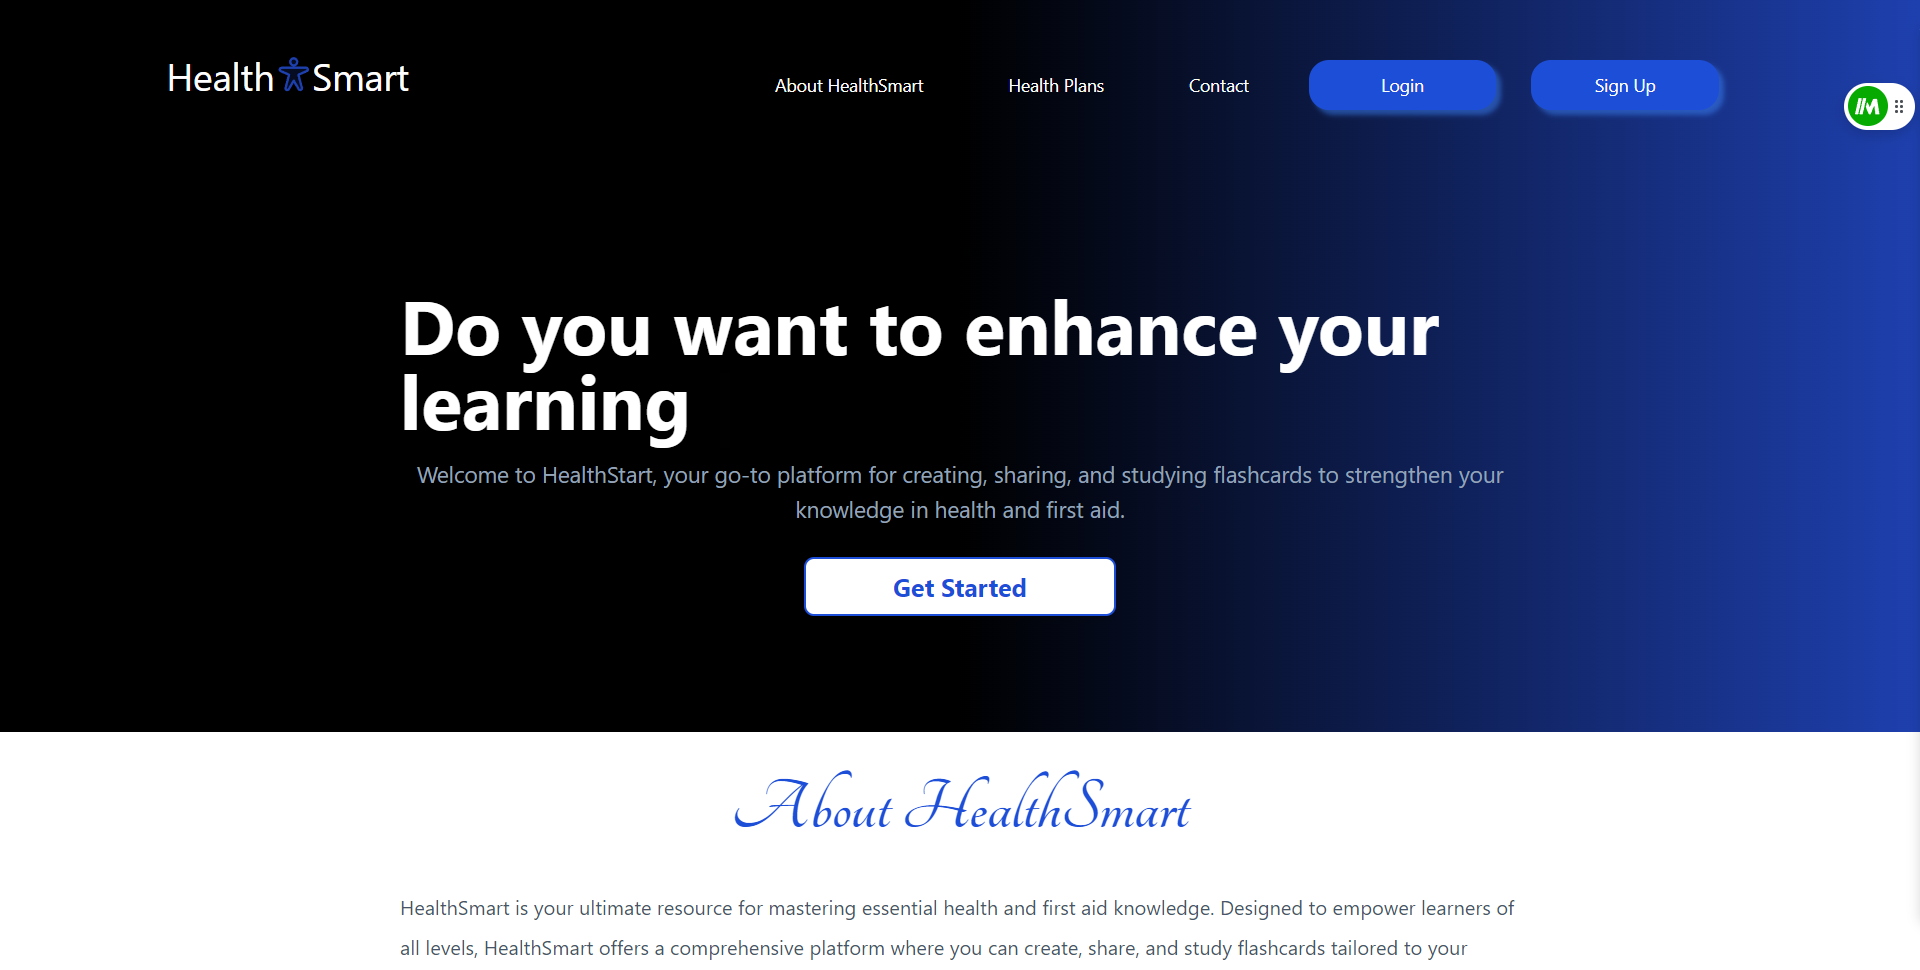 Health Smart
About HealthSmart
Health Plans
Contact
Login
Sign Up
Do you want to enhance your
learning
Welcome to HealthStart, your go-to platform for creating, sharing, and studying flashcards to strengthen your
knowledge in health and first aid.
Get Started
About HealthSmart
HealthSmart is your ultimate resource for mastering essential health and first aid knowledge. Designed to empower learners of
all levels, HealthSmart offers a comprehensive platform where you can create, share, and study flashcards tailored to your